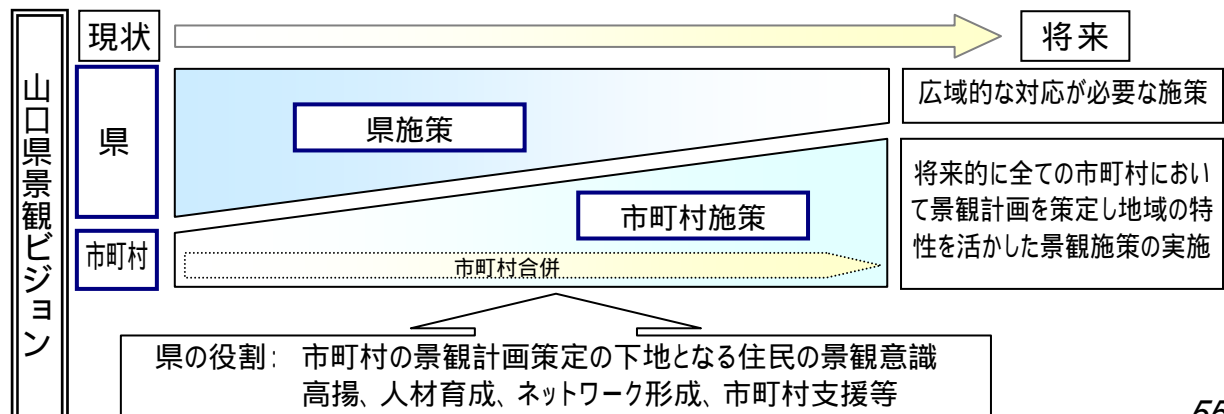 山口県景観ビジョン
現状
将来
県
県施策
広域的な対応が必要な施策
市町村
市町村施策
市町村合併
将来的に全ての市町村におい
て景観計画を策定し地域の特
性を活かした景観施策の実施
県の役割： 市町村の景観計画策定の下地となる住民の景観意識
高揚、人材育成、ネットワーク形成、市町村支援等